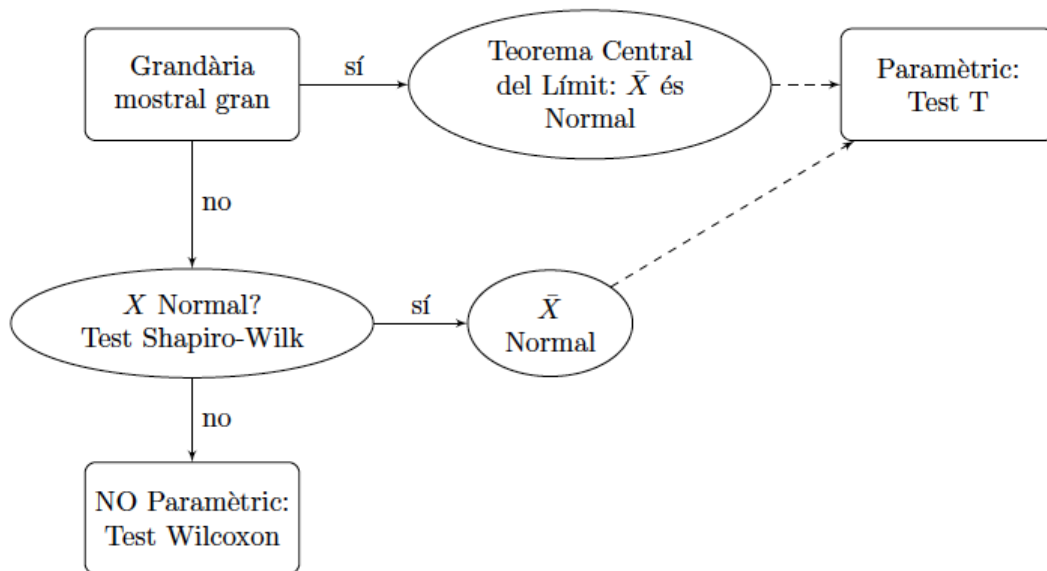 Grandària
mostral gran
sí
Teorema Central
del Límit: X̄ és
Normal
Paramètric:
Test T
no
X Normal?
Test Shapiro-Wilk
sí
X̄
Normal
no
NO Paramètric:
Test Wilcoxon